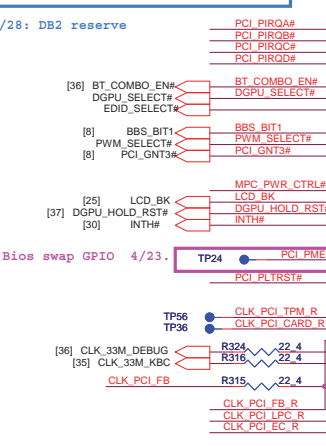 /28: DB2 reserve
PCI_PIRQA#
PCI_PIRQB#
PCI_PIRQC#
PCI_PIRQD#
[36] BT_COMBO_EN# BT_COMBO_EN#
DGPU_SELECT# DGPU_SELECT#
EDID_SELECT#
[8] BBS_BIT1 BBS_BIT1
PWM_SELECT# PWM_SELECT#
[8] PCI_GNT3# PCI_GNT3#
MPC_PWR_CTRL#
[25] LCD_BK LCD_BK
[37] DGPU_HOLD_RST# DGPU_HOLD_RST#
[30] INTH# INTH#
Bios swap GPIO 4/23. TP24 PCI_PME
PCI_PLTRST#
TP56 CLK_PCI_TPM_R
TP36 CLK_PCI_CARD_R
[36] CLK_33M_DEBUG R324 22_4
[35] CLK_33M_KBC R316 22_4
CLK_PCI_FB R315 22_4
CLK_PCI_FB_R
CLK_PCI_LPC_R
CLK_PCI_EC_R